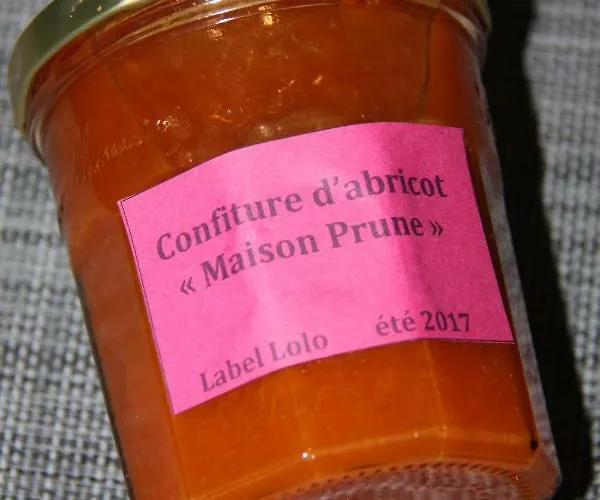 Confiture d'abricot
« Maison Prune »
Label Lolo été 2017